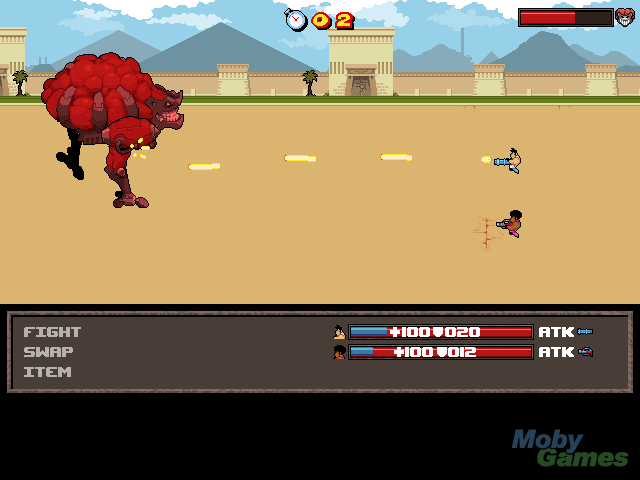 02
FIGHT
+100 020 ATK
SWAP
+100 012 ATK
ITEM
Moby
Games